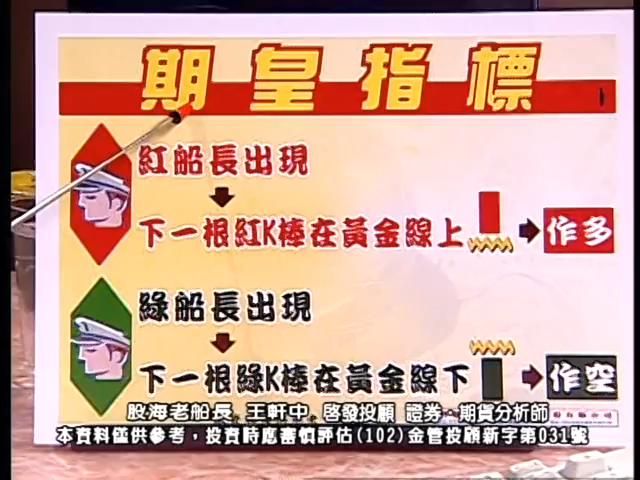 期皇指標
紅船長出現
下一根紅K棒在黃金線上
作多
綠船長出現
下一根綠K棒在黃金線下
作空
股海老船長 王軒中 啓發投顧 證券．期貨分析師
本資料僅供參考，投資時應審慎評估(102)金管投顧新字第031號